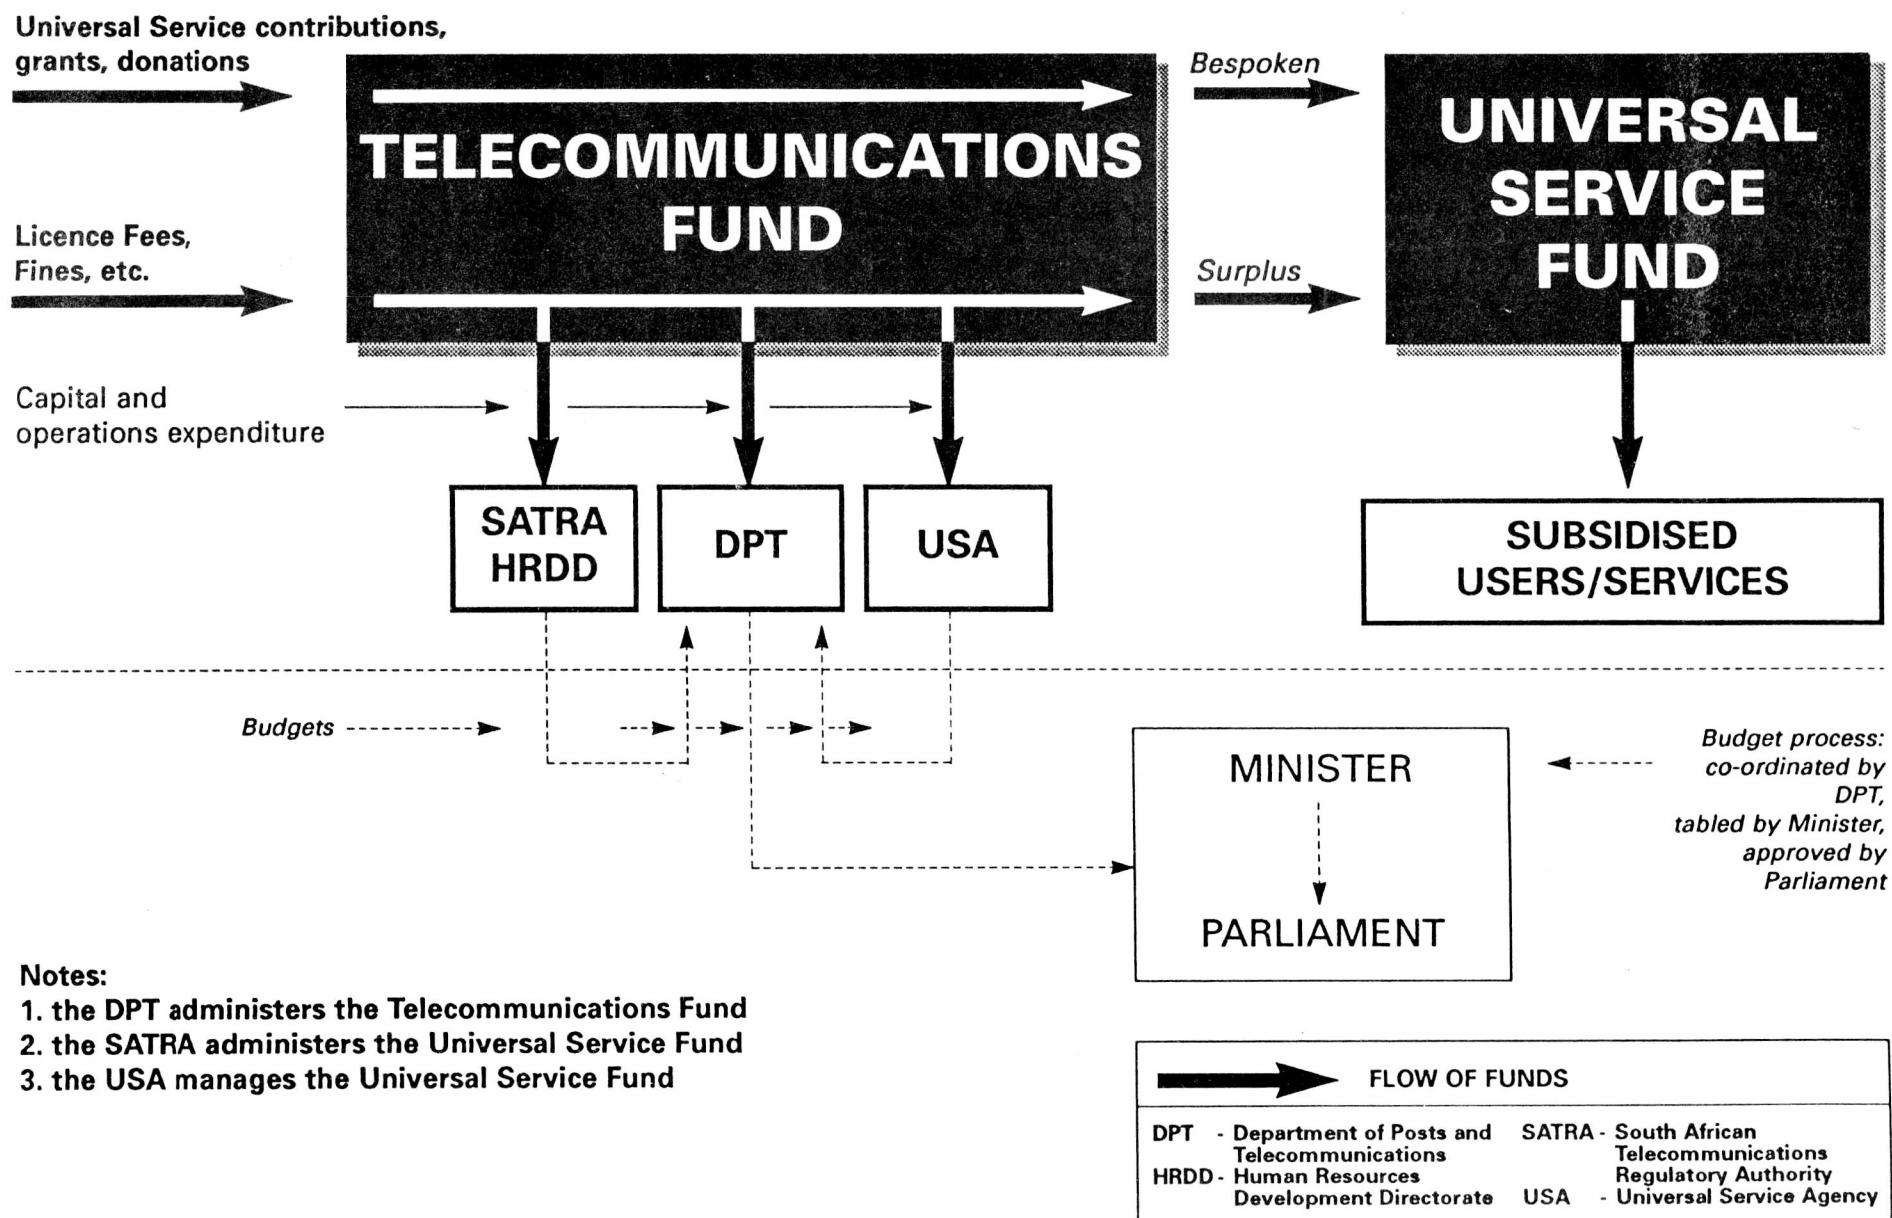 Universal Service contributions,
grants, donations
TELECOMMUNICATIONS
FUND
Bespoken
UNIVERSAL
SERVICE
FUND
Licence Fees,
Fines, etc.
Surplus
Capital and
operations expenditure
SATRA
HRDD
DPT
USA
SUBSIDISED
USERS/SERVICES
Budgets
MINISTER
PARLIAMENT
Budget process:
co-ordinated by
DPT,
tabled by Minister,
approved by
Parliament
Notes:
1. the DPT administers the Telecommunications Fund
2. the SATRA administers the Universal Service Fund
3. the USA manages the Universal Service Fund
FLOW OF FUNDS
DPT - Department of Posts and
Telecommunications
HRDD - Human Resources
Development Directorate
SATRA - South African
Telecommunications
Regulatory Authority
USA - Universal Service Agency